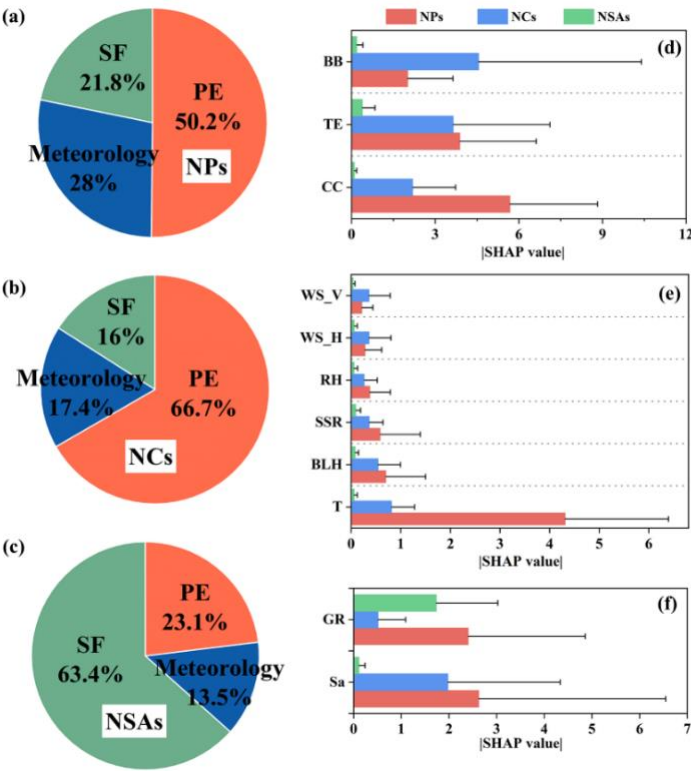 (a)
SF
21.8%
PE
50.2%
Meteorology
28%
NPs
(b)
SF
16%
Meteorology
17.4%
PE
66.7%
NCs
(c)
PE
23.1%
SF
63.4%
Meteorology
13.5%
NSAs
NPs NCs NSAs
(d)
BB
TE
CC
0 3 6 9 12
|SHAP value|
(e)
WS_V
WS_H
RH
SSR
BLH
T
0 1 2 3 4 5 6
|SHAP value|
(f)
GR
Sa
0 1 2 3 4 5 6 7
|SHAP value|